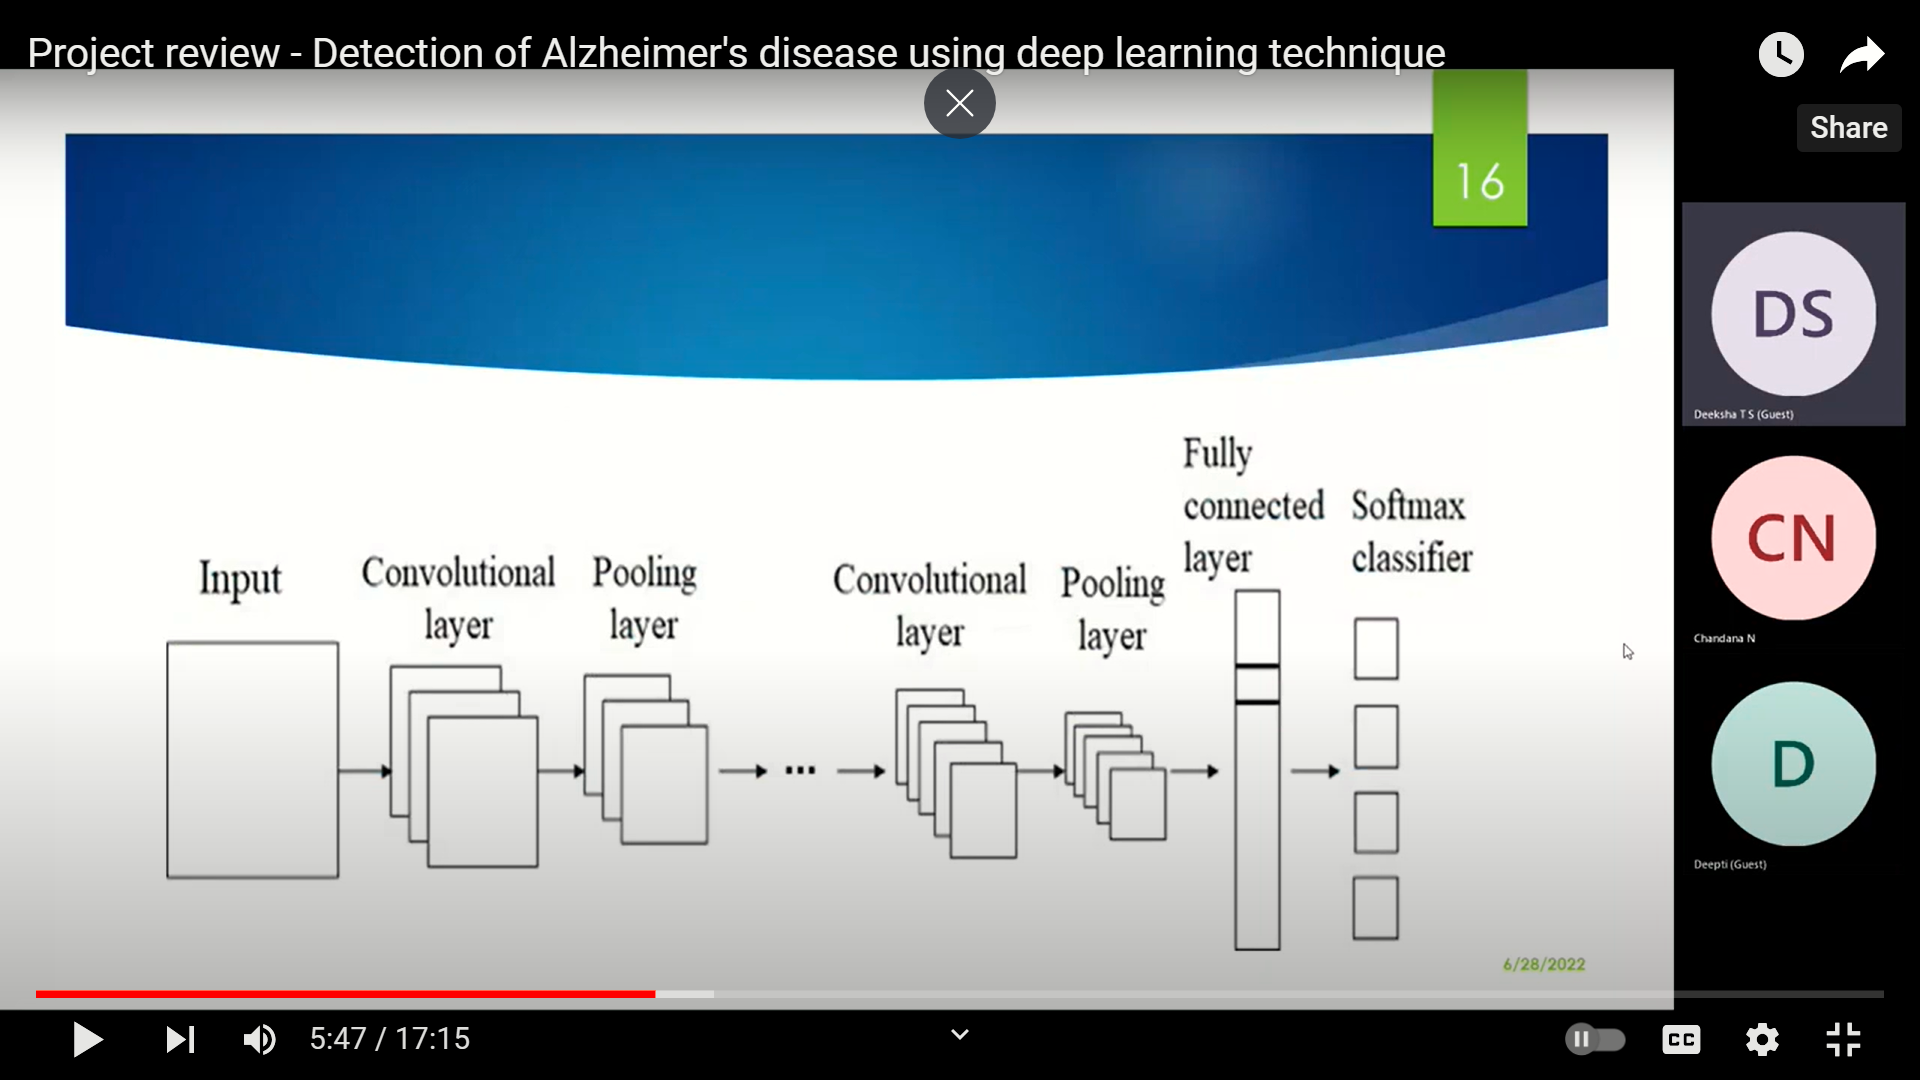 Project review - Detection of Alzheimer's disease using deep learning technique
Share
16
DS
Deeksha T S (Guest)
CN
Chandana N
D
Deepti (Guest)
Input
Convolutional
layer
Pooling
layer
Convolutional
layer
Pooling
layer
Fully
connected
layer
Softmax
classifier
...
6/28/2022
5:47 / 17:15
CC